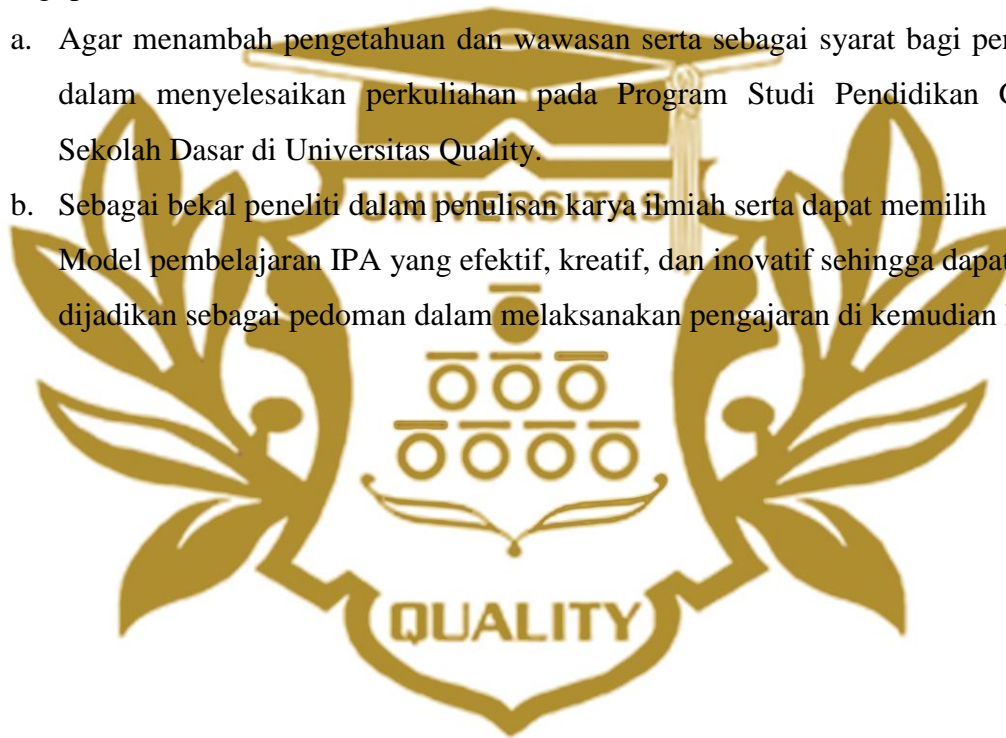 a. Agar menambah pengetahuan dan wawasan serta sebagai syarat bagi
dalam menyelesaikan perkuliahan pada Program Studi Pendidikan
Sekolah Dasar di Universitas Quality.
b. Sebagai bekal peneliti dalam penulisan karya ilmiah serta dapat memilih
Model pembelajaran IPA yang efektif, kreatif, dan inovatif sehingga dapat
dijadikan sebagai pedoman dalam melaksanakan pengajaran di kemudian
UNIVERSITAS
QUALITY